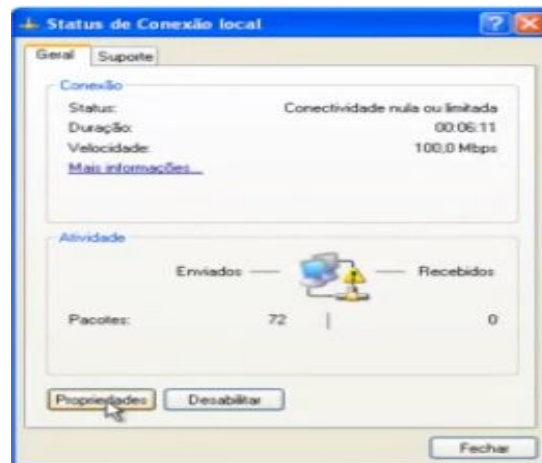 Status de Conexão local
Geral Suporte
Conexão
Status: Conectividade nula ou limitada
Duração: 00:06:11
Velocidade: 100,0 Mbps
Mais informações...
Atividade
Enviados Recebidos
Pacotes: 72 0
Propriedades Desabilitar
Fechar